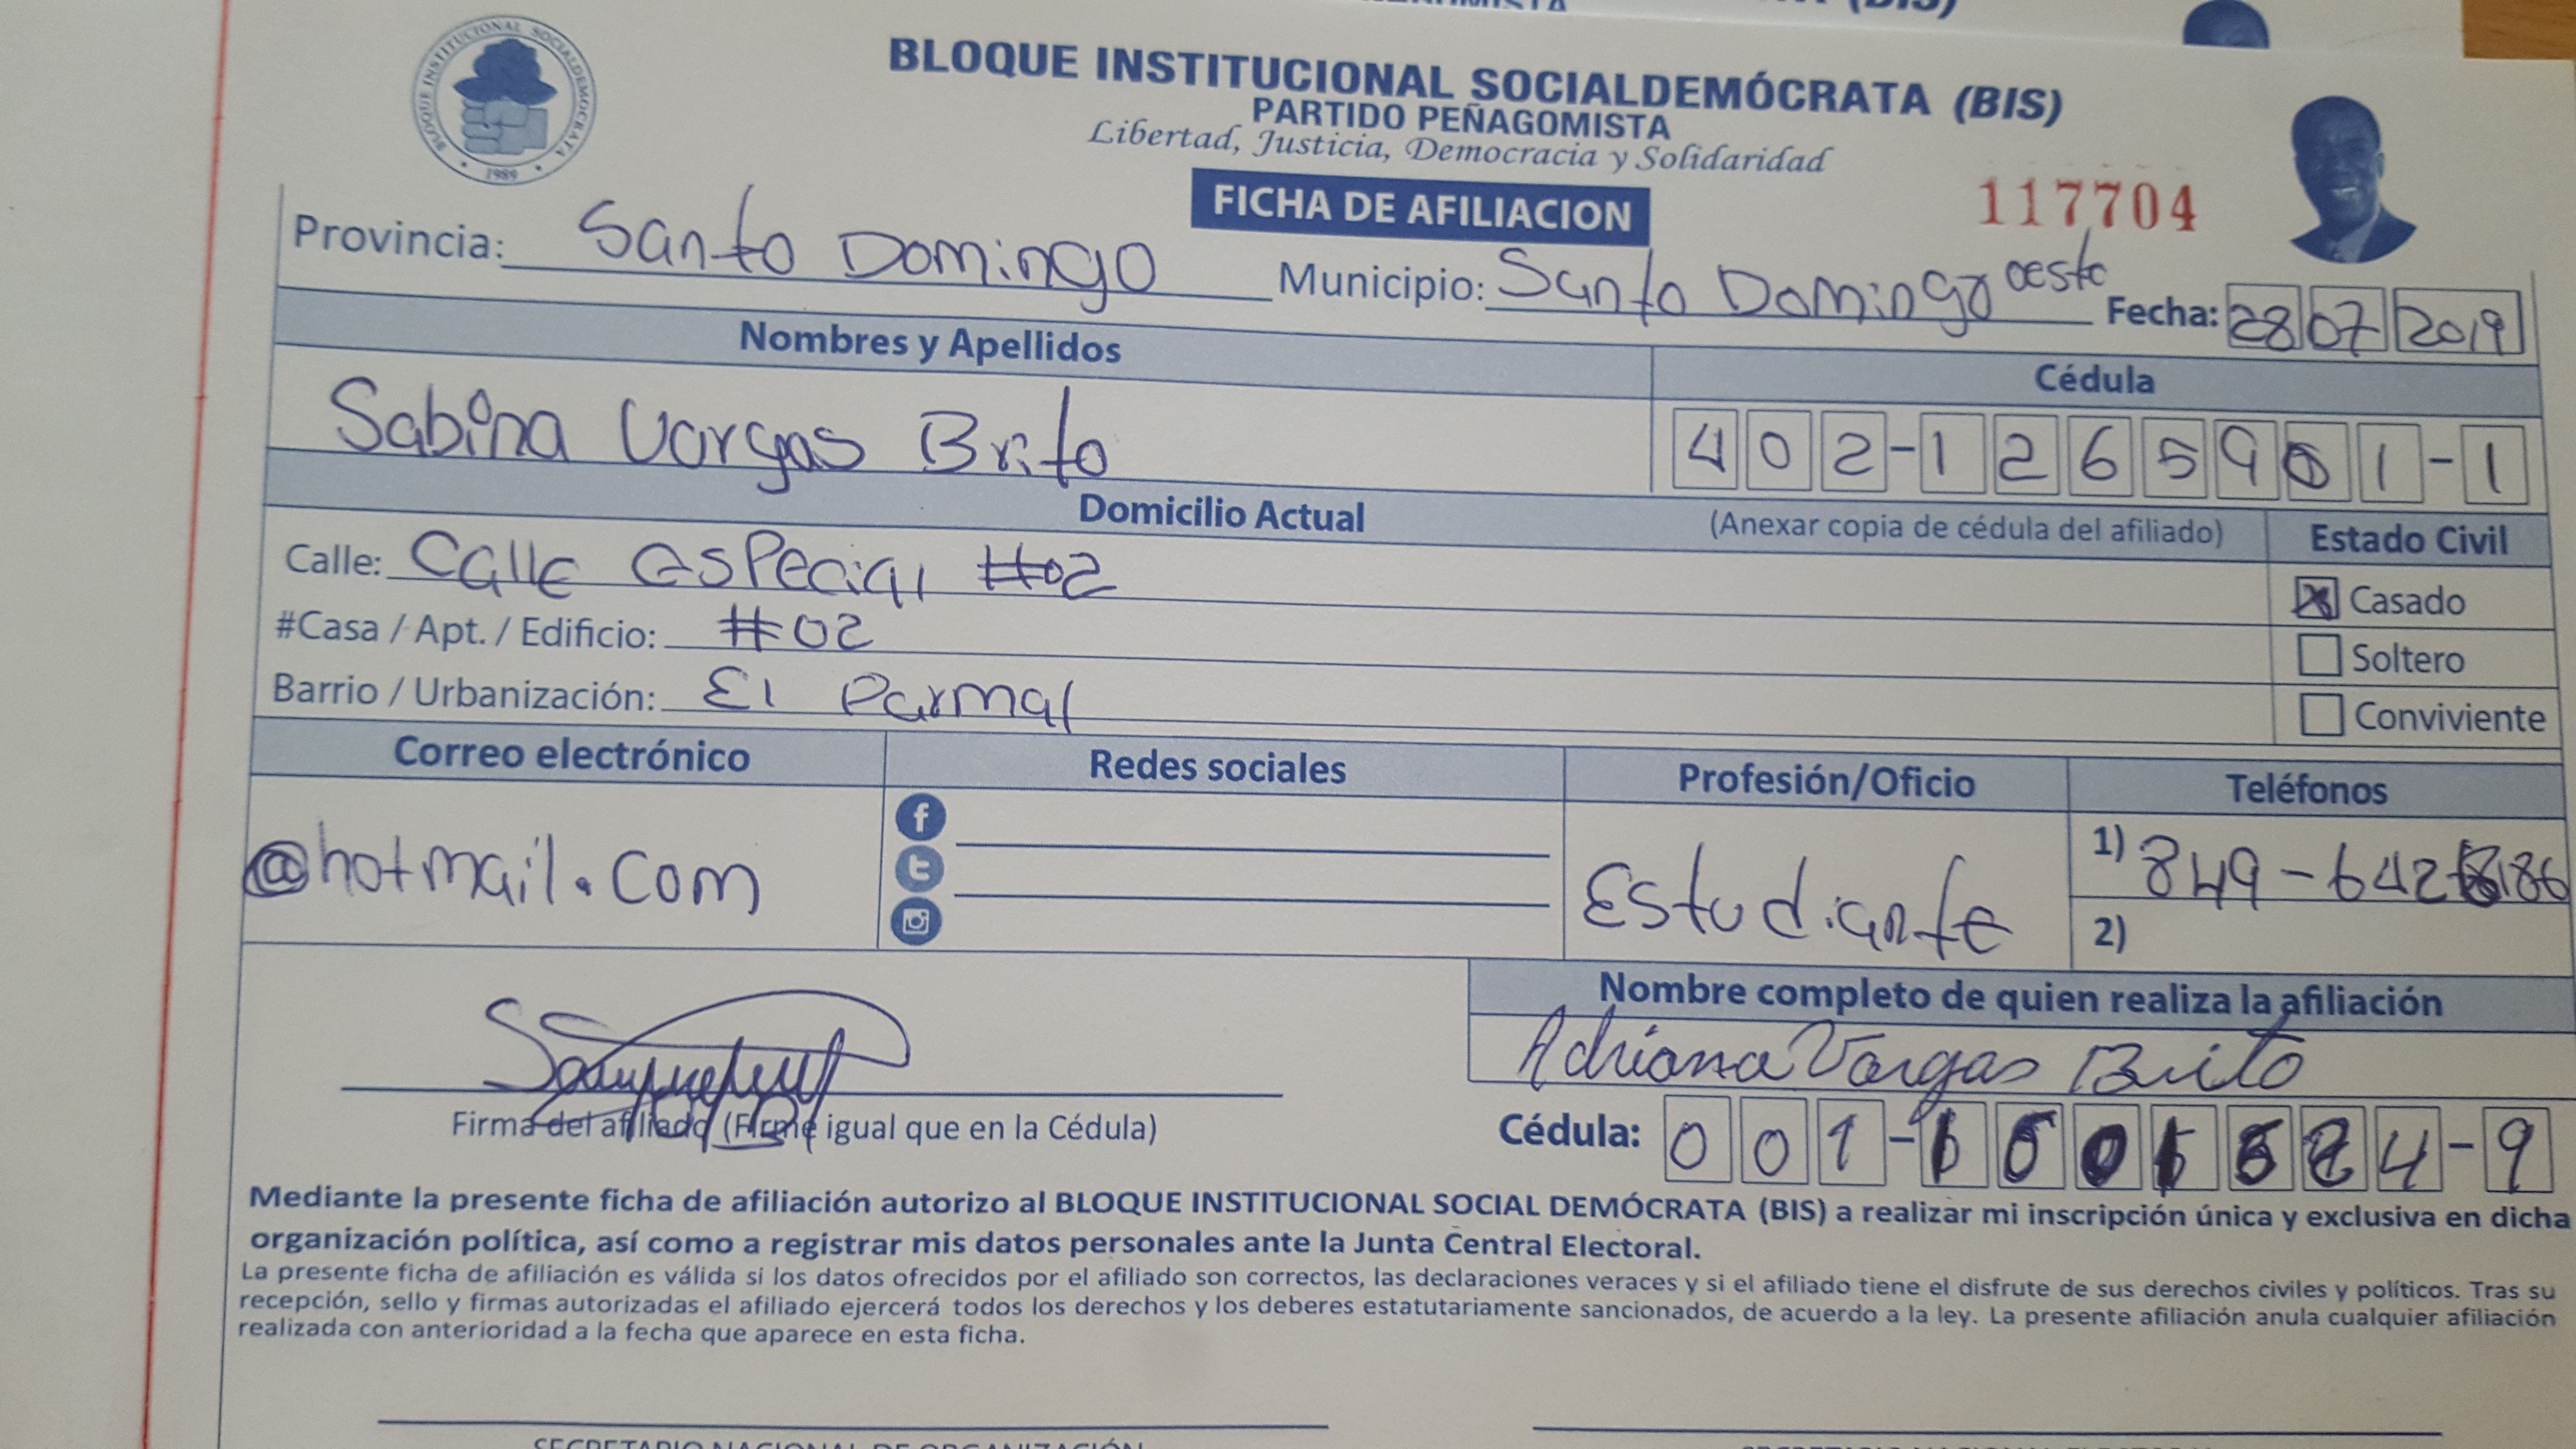 BLOQUE INSTITUCIONAL SOCIALDEMOCRATA
1989
BLOQUE INSTITUCIONAL SOCIALDEMÓCRATA (BIS)
PARTIDO PEÑAGOMISTA
Libertad, Justicia, Democracia y Solidaridad
FICHA DE AFILIACION
117704
Provincia: Santo Domingo Municipio: Santo Domingo oeste Fecha: 28 07 2019
Nombres y Apellidos Cédula
Sabina Vargas Brito 402-1265901-1
Domicilio Actual (Anexar copia de cédula del afiliado) Estado Civil
Calle: Calle especial #02 Casado
#Casa / Apt. / Edificio: #02 Soltero
Barrio / Urbanización: El Parmal Conviviente
Correo electrónico Redes sociales Profesión/Oficio Teléfonos
@hotmail.com Estudiante 1) 849-642-8186
2)
Nombre completo de quien realiza la afiliación
Adriana Vargas Brito
Firma del afiliado (Firme igual que en la Cédula) Cédula: 001-
Mediante la presente ficha de afiliación autorizo al BLOQUE INSTITUCIONAL SOCIAL DEMÓCRATA (BIS) a realizar mi inscripción única y exclusiva en dicha
organización política, así como a registrar mis datos personales ante la Junta Central Electoral.
La presente ficha de afiliación es válida si los datos ofrecidos por el afiliado son correctos, las declaraciones veraces y si el afiliado tiene el disfrute de sus derechos civiles y políticos. Tras su
recepción, sello y firmas autorizadas el afiliado ejercerá todos los derechos y los deberes estatutariamente sancionados, de acuerdo a la ley. La presente afiliación anula cualquier afiliación
realizada con anterioridad a la fecha que aparece en esta ficha.
SECRETARIO NACIONAL DE ORGANIZACIÓN